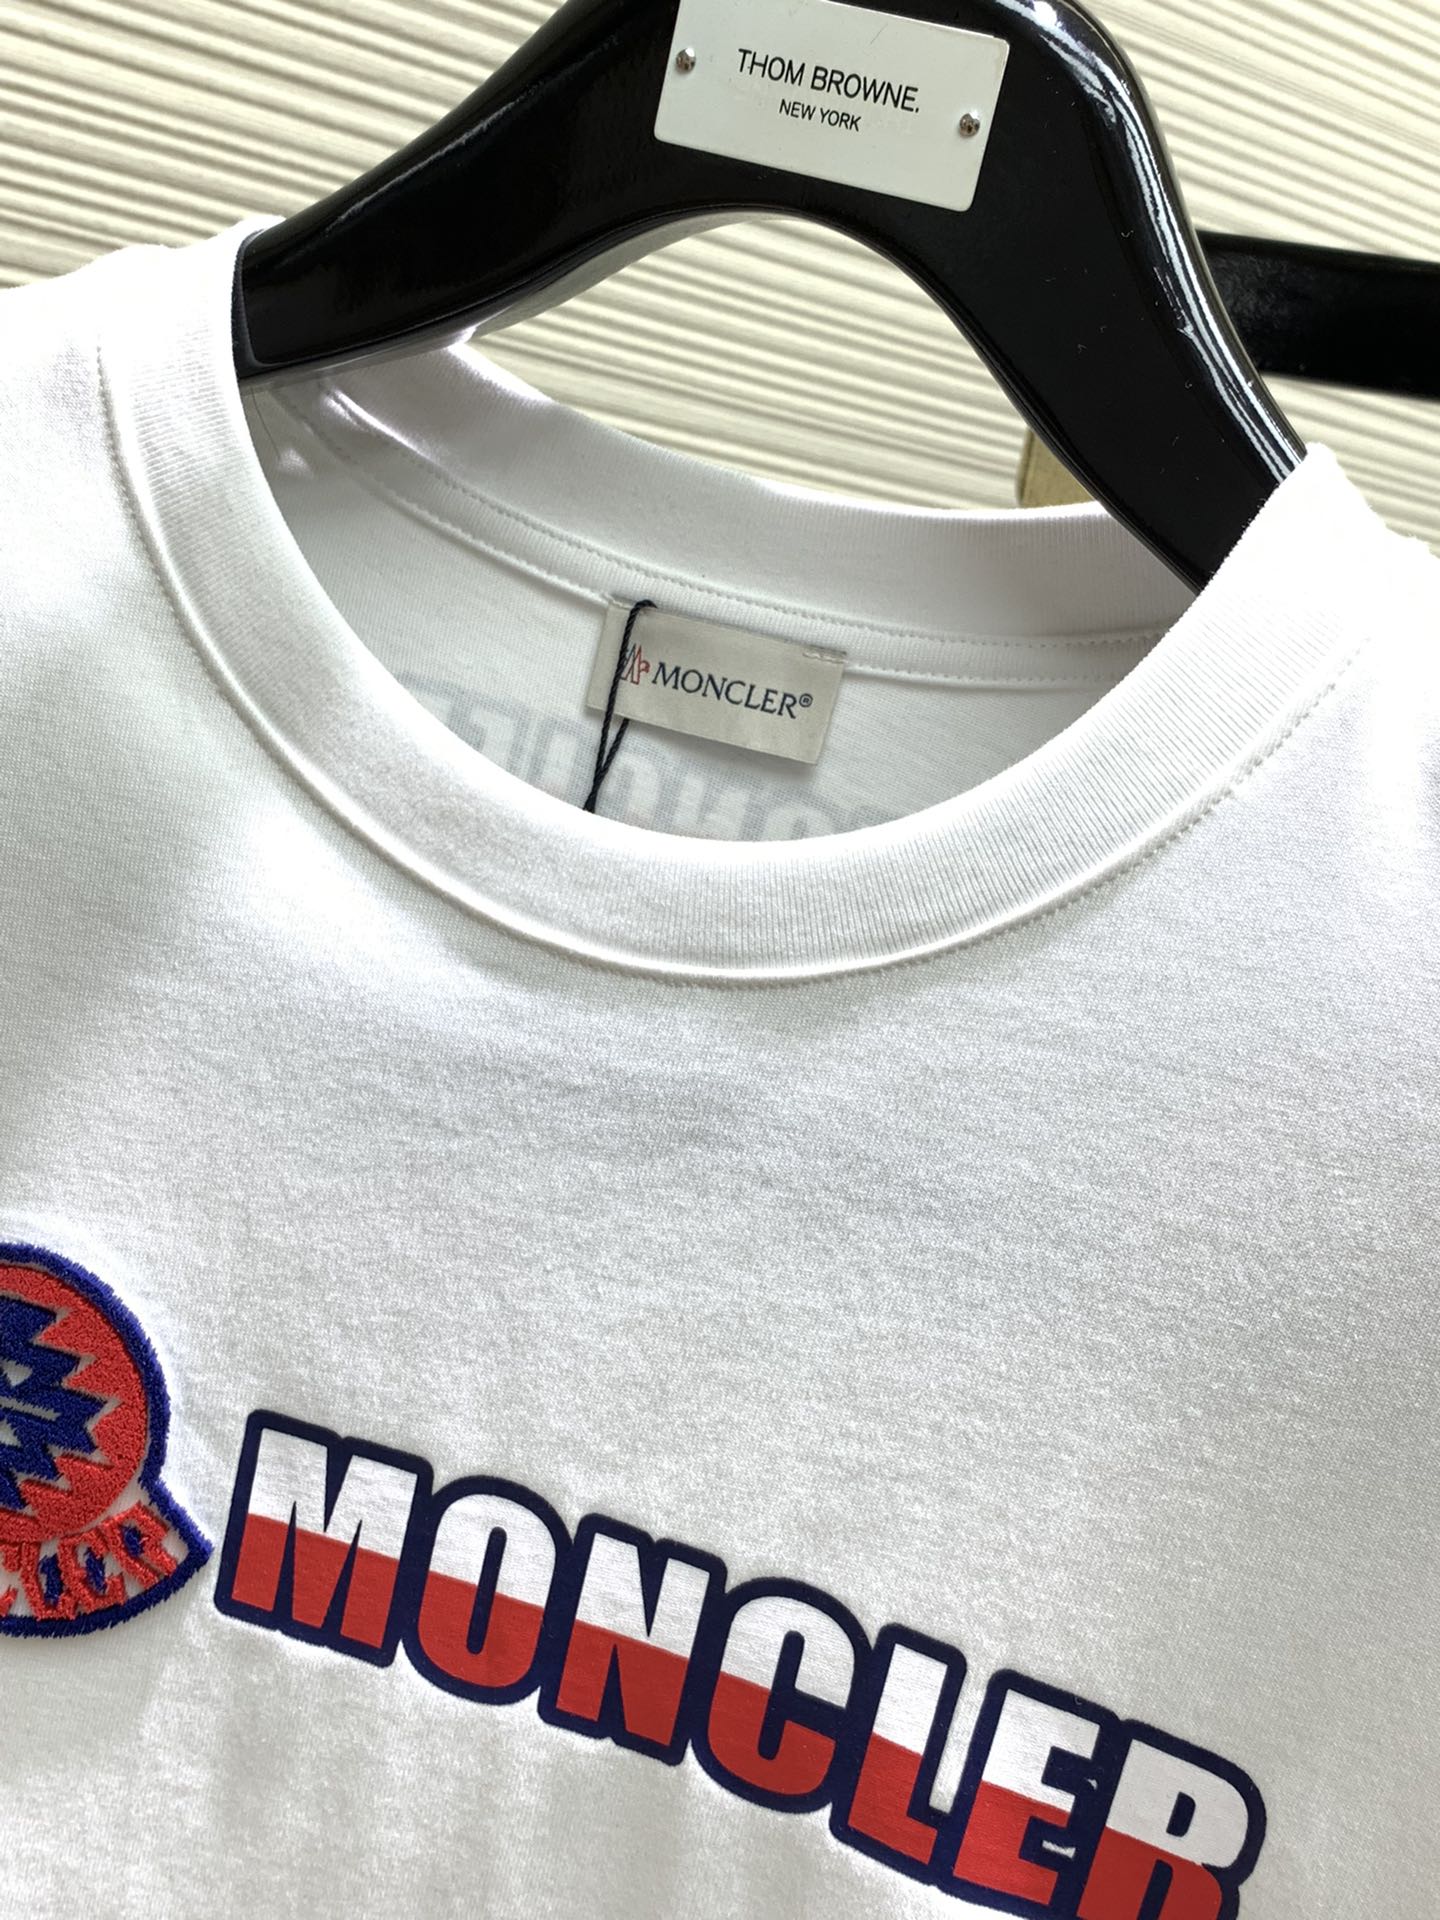 THOM BROWNE.
NEW YORK
MONCLER®
MONCLER